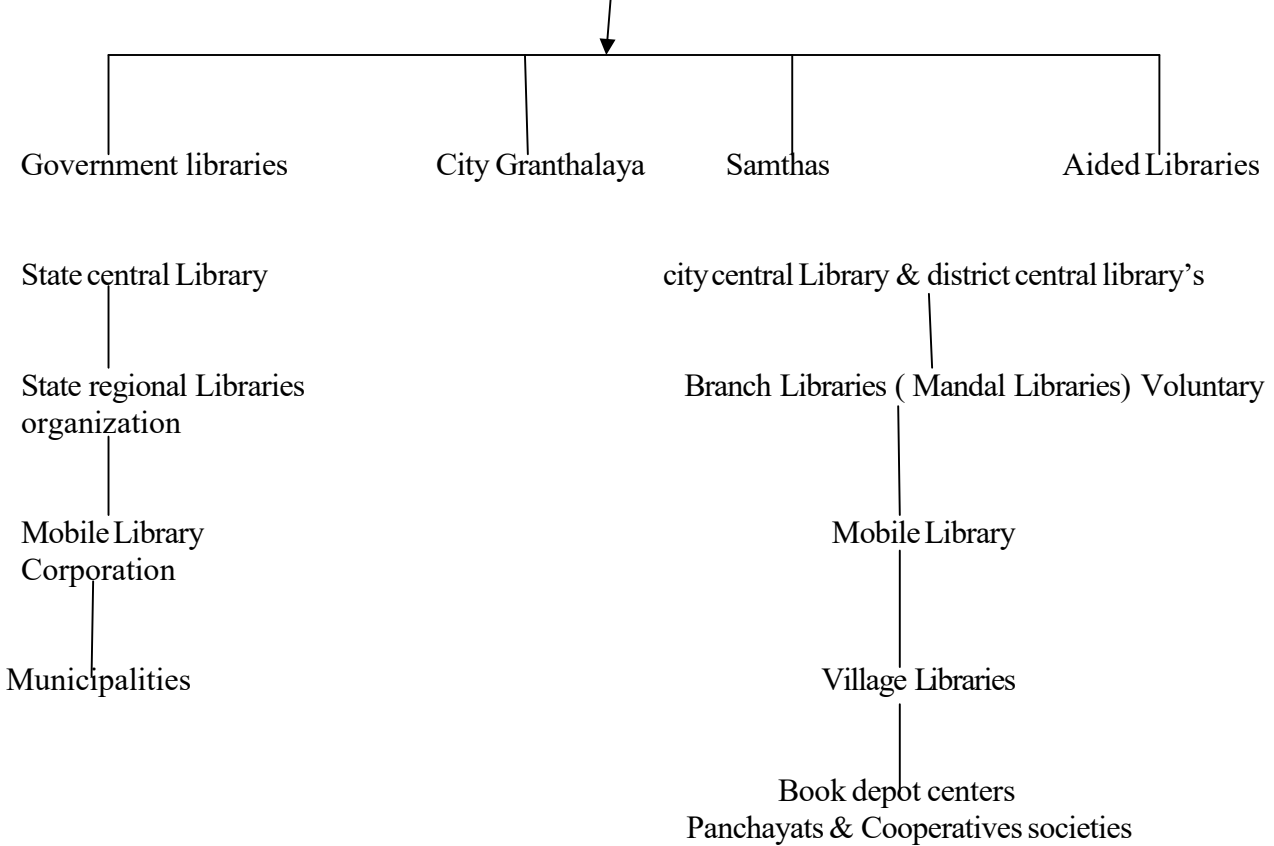 Government libraries City Granthalaya Samthas Aided Libraries
State central Library city central Library & district central library’s
State regional Libraries Branch Libraries ( Mandal Libraries) Voluntary
organization
Mobile Library Mobile Library
Corporation
Municipalities Village Libraries
Book depot centers
Panchayats & Cooperatives societies